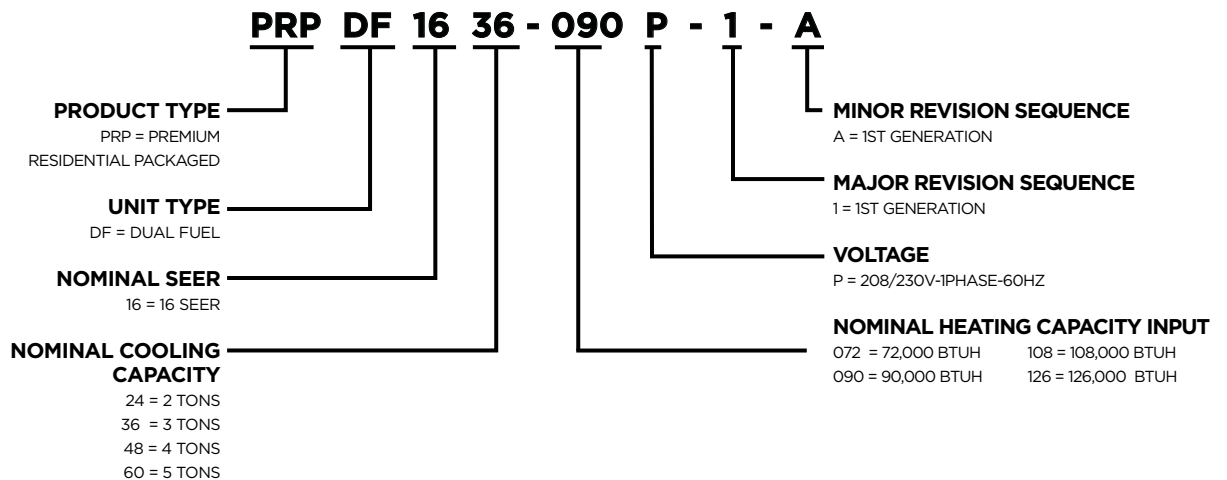 PRP DF 16 36 - 090 P - 1 - A
PRODUCT TYPE
PRP = PREMIUM
RESIDENTIAL PACKAGED
UNIT TYPE
DF = DUAL FUEL
NOMINAL SEER
16 = 16 SEER
NOMINAL COOLING
CAPACITY
24 = 2 TONS
36 = 3 TONS
48 = 4 TONS
60 = 5 TONS
MINOR REVISION SEQUENCE
A = 1ST GENERATION
MAJOR REVISION SEQUENCE
1 = 1ST GENERATION
VOLTAGE
P = 208/230V-1PHASE-60HZ
NOMINAL HEATING CAPACITY INPUT
072 = 72,000 BTUH 108 = 108,000 BTUH
090 = 90,000 BTUH 126 = 126,000 BTUH